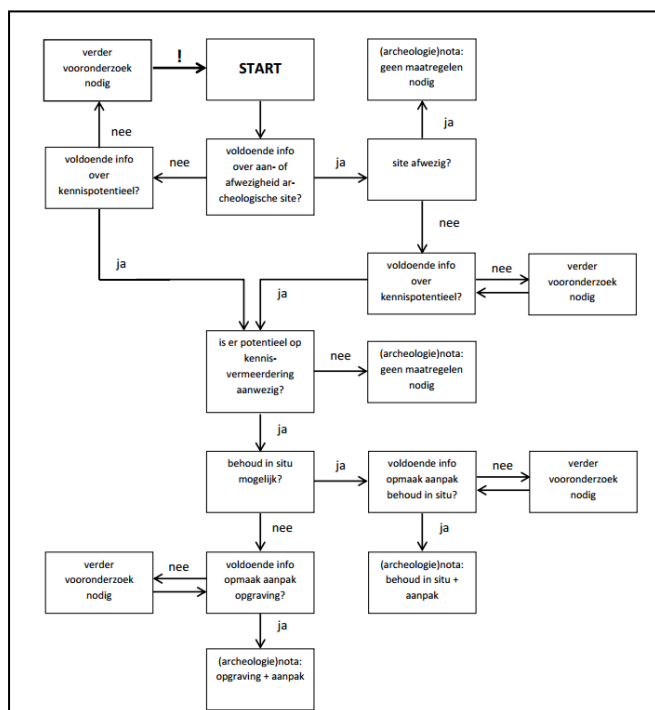 verder
vooronderzoek
nodig
!
START
(archeologie)nota:
geen maatregelen
nodig
nee
ja
voldoende info
over
kennispotentieel?
nee
voldoende info
over aan- of
afwezigheid ar-
cheologische site?
ja
site afwezig?
nee
ja
voldoende info
over
kennispotentieel?
nee
verder
vooronderzoek
nodig
ja
is er potentieel op
kennis-
vermeerdering
aanwezig?
nee
(archeologie)nota:
geen maatregelen
nodig
ja
behoud in situ
mogelijk?
ja
voldoende info
opmaak aanpak
behoud in situ?
nee
verder
vooronderzoek
nodig
nee
ja
verder
vooronderzoek
nodig
nee
voldoende info
opmaak aanpak
opgraving?
(archeologie)nota:
behoud in situ +
aanpak
ja
(archeologie)nota:
opgraving + aanpak